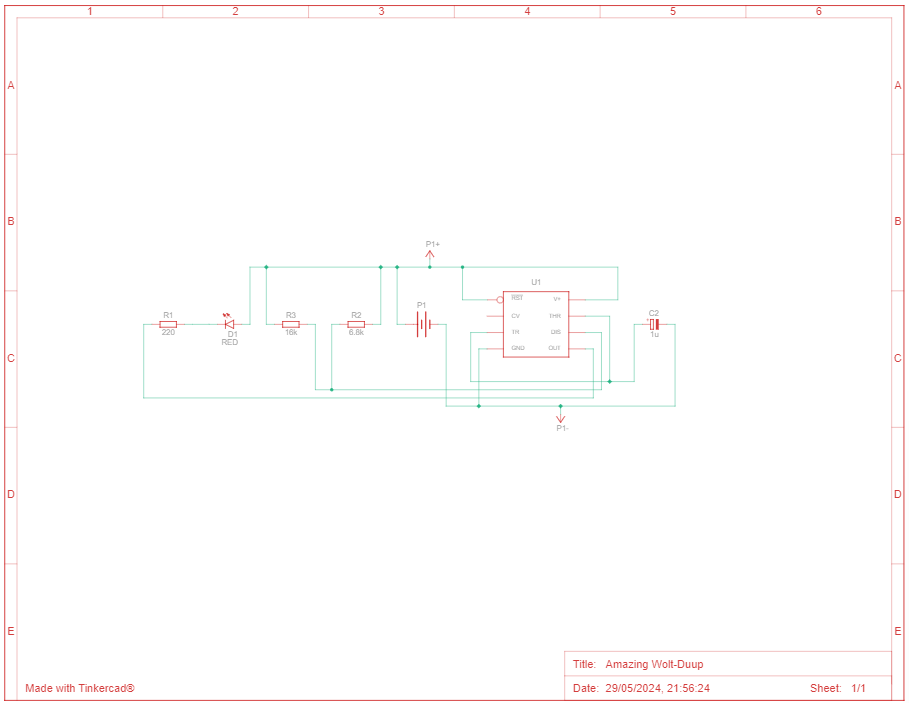 1 2 3 4 5 6
A A
B B
P1+
U1
RST V+
P1
R1 R3 R2 C2
CV THR
220 D1 16k 6.8k 1u
TR DIS
RED
GND OUT
C C
P1-
D D
E E
Title: Amazing Wolt-Duup
Made with Tinkercad® Date: 29/05/2024, 21:56:24 Sheet: 1/1